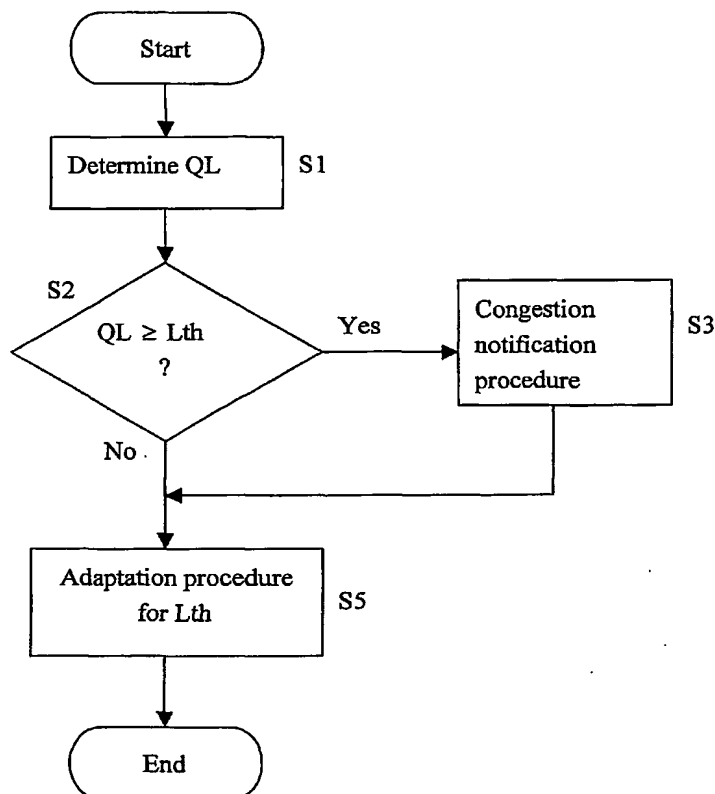 Start
Determine QL
S1
S2
QL ≥ Lth
?
Yes
Congestion
notification
procedure
S3
No
Adaptation procedure
for Lth
S5
End